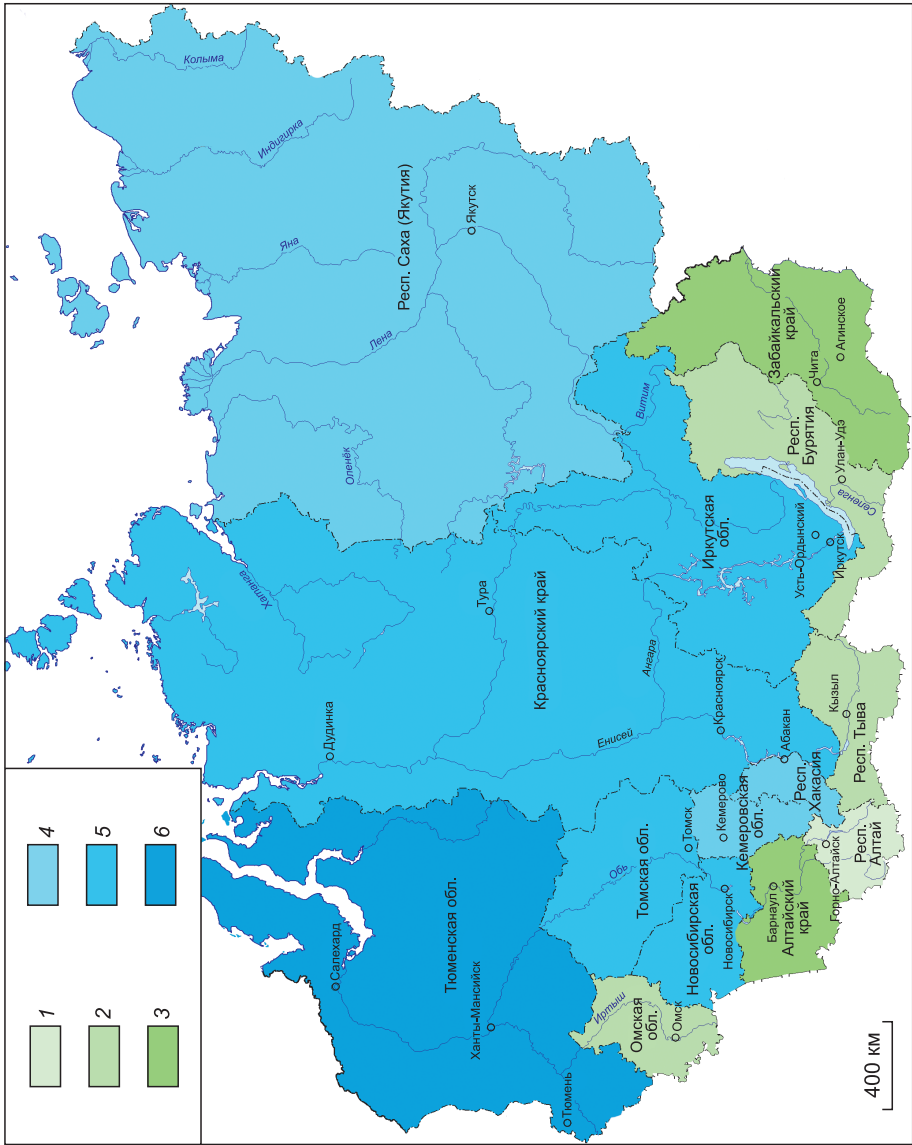 1
2
3
4
5
6
Колыма
Индигирка
Яна
Респ. Саха (Якутия)
Якутск
Лена
Оленёк
Хатанга
Тура
Дудинка
Красноярский край
Енисей
Ангара
Красноярск
Витим
Иркутская
обл.
Усть-Ордынский
Иркутск
Забайкальский
край
Чита
Агинское
Респ.
Бурятия
Улан-Удэ
Селенга
Салехард
Тюменская обл.
Ханты-Мансийск
Тюмень
Обь
Томская обл.
Томск
Иртыш
Омская
обл.
Омск
Новосибирская
обл.
Новосибирск
Кемерово
Кемеровская
обл.
Абакан
Респ.
Хакасия
Кызыл
Респ. Тыва
Барнаул
Алтайский
край
Горно-Алтайск
Респ.
Алтай
400 км